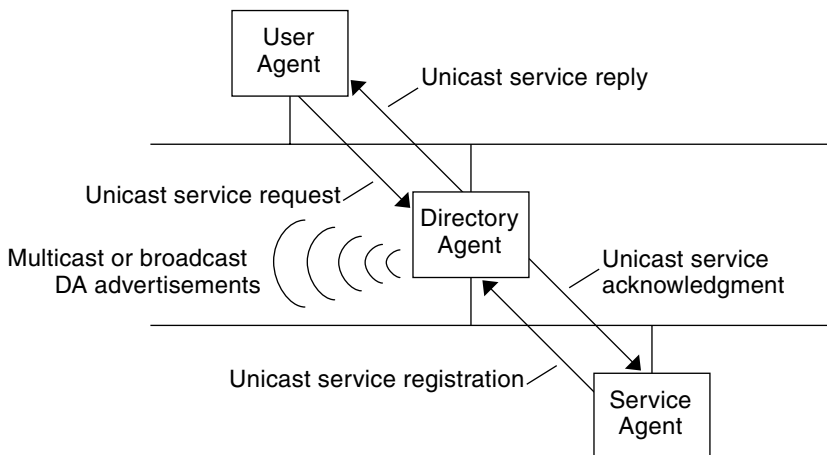 User
Agent
Unicast service reply
Unicast service request
Directory
Agent
Multicast or broadcast
DA advertisements
Unicast service
acknowledgment
Unicast service registration
Service
Agent